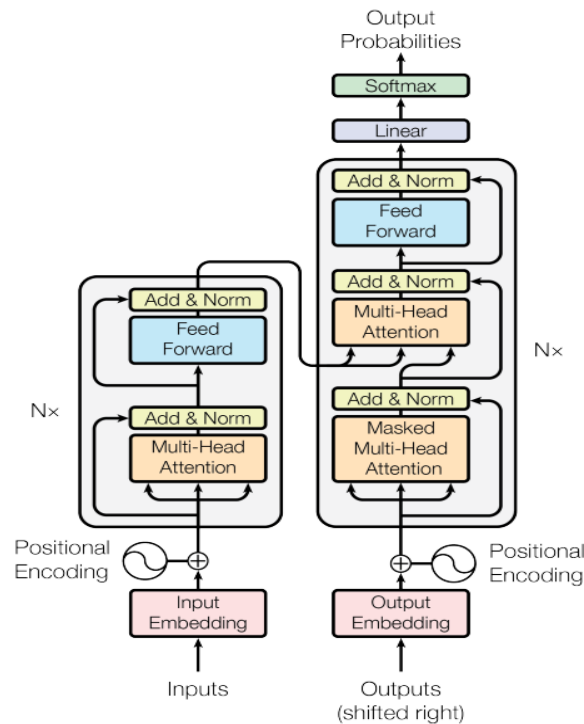 Output
Probabilities
Softmax
Linear
Add & Norm
Feed
Forward
Add & Norm
Multi-Head
Attention
Add & Norm
Masked
Multi-Head
Attention
Nx
Positional
Encoding
Output
Embedding
Outputs
(shifted right)
Add & Norm
Feed
Forward
Add & Norm
Multi-Head
Attention
Nx
Positional
Encoding
Input
Embedding
Inputs